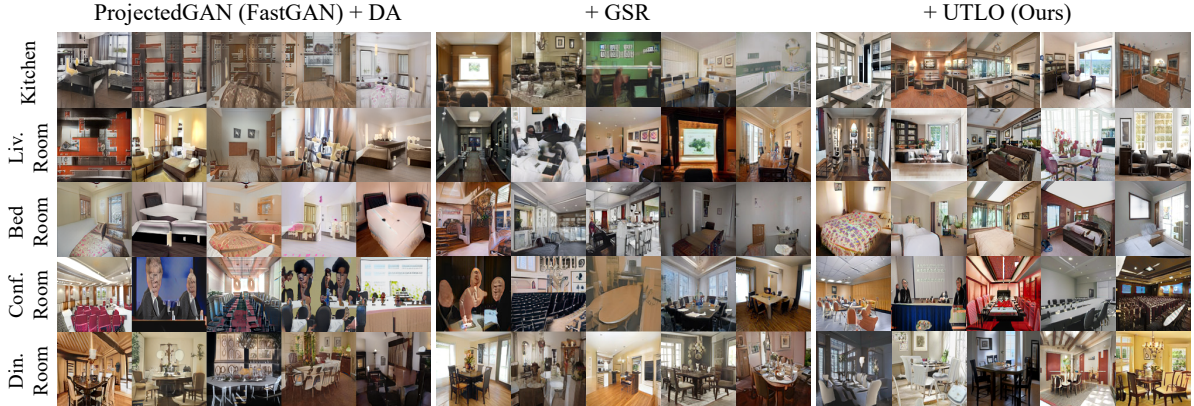 ProjectedGAN (FastGAN) + DA
+ GSR
+ UTLO (Ours)
Kitchen
Liv.
Room
Bed
Room
Conf.
Room
Din.
Room